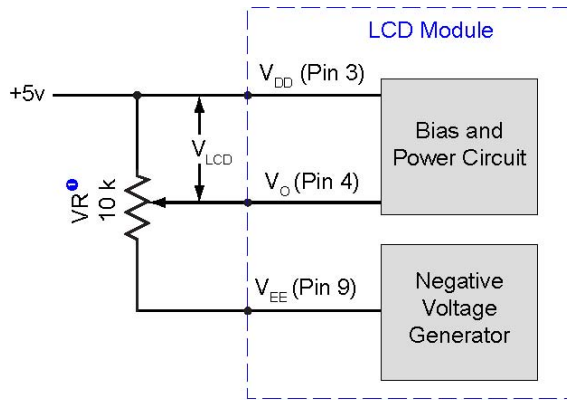 LCD Module
V_DD (Pin 3)
+5v
Bias and
Power Circuit
V_LCD
V_O (Pin 4)
VR❶
10 k
V_EE (Pin 9)
Negative
Voltage
Generator